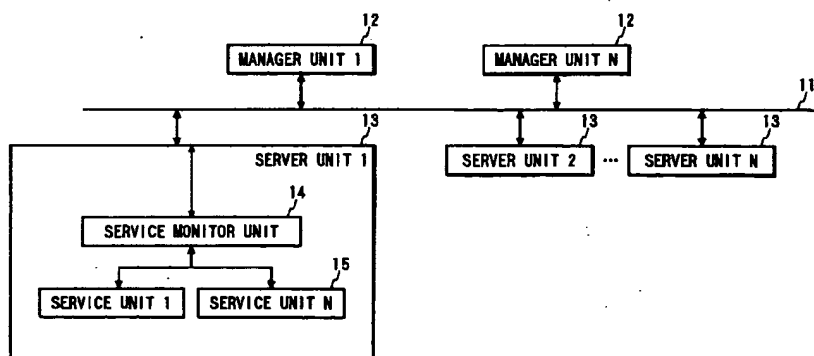 12
12
MANAGER UNIT 1
MANAGER UNIT N
11
13
13
13
SERVER UNIT 1
SERVER UNIT 2
...
SERVER UNIT N
14
SERVICE MONITOR UNIT
15
SERVICE UNIT 1
SERVICE UNIT N